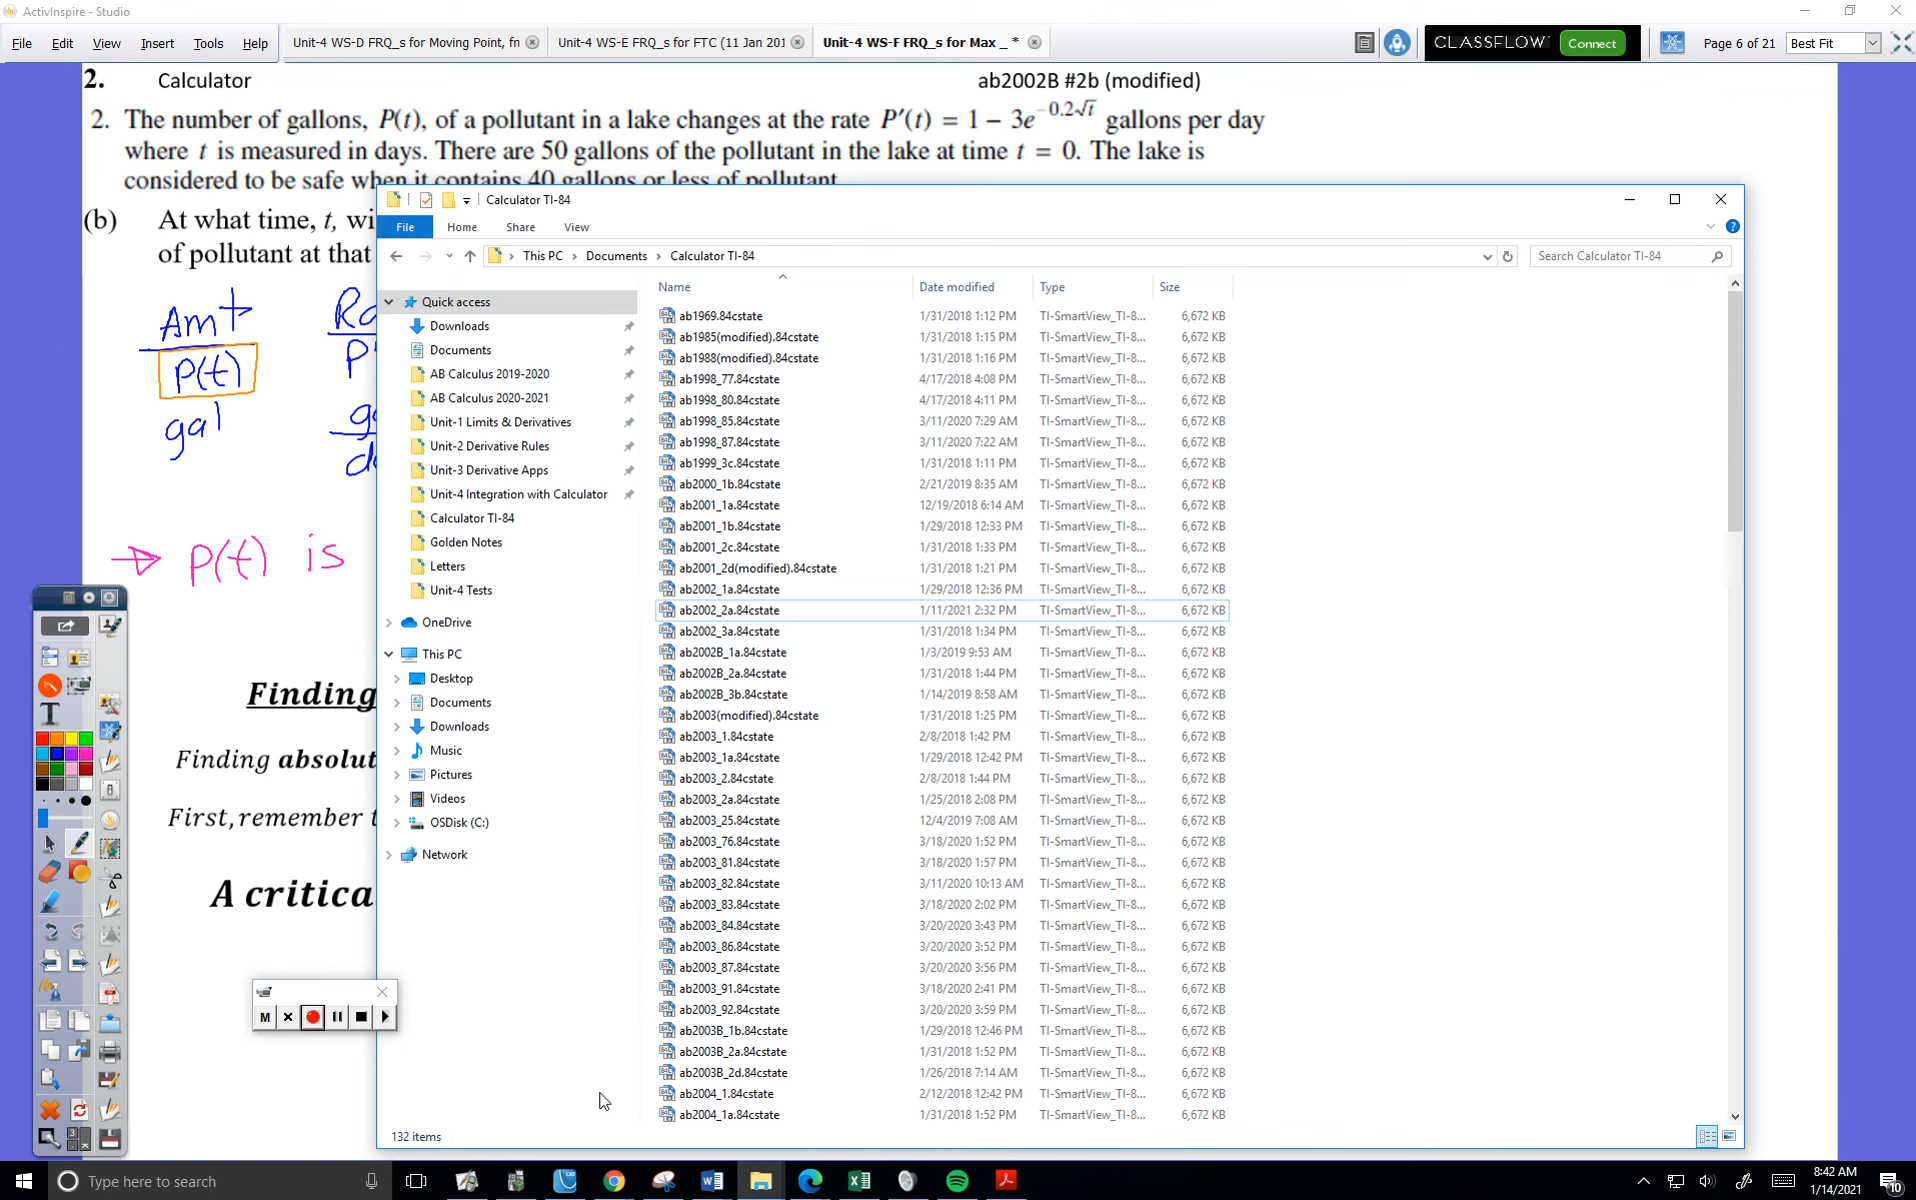 ActivInspire - Studio
File Edit View Insert Tools Help
Unit-4 WS-D FRQ_s for Moving Point, fn
Unit-4 WS-E FRQ_s for FTC (11 Jan 201
Unit-4 WS-F FRQ_s for Max _ *
CLASSFLOW Connect
Page 6 of 21 Best Fit
2. Calculator ab2002B #2b (modified)
2. The number of gallons, P(t), of a pollutant in a lake changes at the rate P′(t) = 1 − 3e^−0.2√t gallons per day
where t is measured in days. There are 50 gallons of the pollutant in the lake at time t = 0. The lake is
considered to be safe when it contains 40 gallons or less of pollutant
(b) At what time, t, wi
of pollutant at that
Amt
P(t)
gal
P(t) is
Finding
Finding absolut
First, remember t
A critica
Calculator TI-84
File Home Share View
This PC > Documents > Calculator TI-84
Search Calculator TI-84
Quick access
Downloads
Documents
AB Calculus 2019-2020
AB Calculus 2020-2021
Unit-1 Limits & Derivatives
Unit-2 Derivative Rules
Unit-3 Derivative Apps
Unit-4 Integration with Calculator
Calculator TI-84
Golden Notes
Letters
Unit-4 Tests
OneDrive
This PC
Desktop
Documents
Downloads
Music
Pictures
Videos
OSDisk (C:)
Network
Name Date modified Type Size
ab1969.84cstate 1/31/2018 1:12 PM TI-SmartView_TI-8... 6,672 KB
ab1985(modified).84cstate 1/31/2018 1:15 PM TI-SmartView_TI-8... 6,672 KB
ab1988(modified).84cstate 1/31/2018 1:16 PM TI-SmartView_TI-8... 6,672 KB
ab1998_77.84cstate 4/17/2018 4:08 PM TI-SmartView_TI-8... 6,672 KB
ab1998_80.84cstate 4/17/2018 4:11 PM TI-SmartView_TI-8... 6,672 KB
ab1998_85.84cstate 3/11/2020 7:29 AM TI-SmartView_TI-8... 6,672 KB
ab1998_87.84cstate 3/11/2020 7:22 AM TI-SmartView_TI-8... 6,672 KB
ab1999_3c.84cstate 1/31/2018 1:11 PM TI-SmartView_TI-8... 6,672 KB
ab2000_1b.84cstate 2/21/2019 8:35 AM TI-SmartView_TI-8... 6,672 KB
ab2001_1a.84cstate 12/19/2018 6:14 AM TI-SmartView_TI-8... 6,672 KB
ab2001_1b.84cstate 1/29/2018 12:33 PM TI-SmartView_TI-8... 6,672 KB
ab2001_2c.84cstate 1/31/2018 1:33 PM TI-SmartView_TI-8... 6,672 KB
ab2001_2d(modified).84cstate 1/31/2018 1:21 PM TI-SmartView_TI-8... 6,672 KB
ab2002_1a.84cstate 1/29/2018 12:36 PM TI-SmartView_TI-8... 6,672 KB
ab2002_2a.84cstate 1/11/2021 2:32 PM TI-SmartView_TI-8... 6,672 KB
ab2002_3a.84cstate 1/31/2018 1:34 PM TI-SmartView_TI-8... 6,672 KB
ab2002B_1a.84cstate 1/3/2019 9:53 AM TI-SmartView_TI-8... 6,672 KB
ab2002B_2a.84cstate 1/31/2018 1:44 PM TI-SmartView_TI-8... 6,672 KB
ab2002B_3b.84cstate 1/14/2019 8:58 AM TI-SmartView_TI-8... 6,672 KB
ab2003(modified).84cstate 1/31/2018 1:25 PM TI-SmartView_TI-8... 6,672 KB
ab2003_1.84cstate 2/8/2018 1:42 PM TI-SmartView_TI-8... 6,672 KB
ab2003_1a.84cstate 1/29/2018 12:42 PM TI-SmartView_TI-8... 6,672 KB
ab2003_2.84cstate 2/8/2018 1:44 PM TI-SmartView_TI-8... 6,672 KB
ab2003_2a.84cstate 1/25/2018 2:08 PM TI-SmartView_TI-8... 6,672 KB
ab2003_25.84cstate 12/4/2019 7:08 AM TI-SmartView_TI-8... 6,672 KB
ab2003_76.84cstate 3/18/2020 1:52 PM TI-SmartView_TI-8... 6,672 KB
ab2003_81.84cstate 3/18/2020 1:57 PM TI-SmartView_TI-8... 6,672 KB
ab2003_82.84cstate 3/11/2020 10:13 AM TI-SmartView_TI-8... 6,672 KB
ab2003_83.84cstate 3/18/2020 2:02 PM TI-SmartView_TI-8... 6,672 KB
ab2003_84.84cstate 3/20/2020 3:43 PM TI-SmartView_TI-8... 6,672 KB
ab2003_86.84cstate 3/20/2020 3:52 PM TI-SmartView_TI-8... 6,672 KB
ab2003_87.84cstate 3/20/2020 3:56 PM TI-SmartView_TI-8... 6,672 KB
ab2003_91.84cstate 3/18/2020 2:41 PM TI-SmartView_TI-8... 6,672 KB
ab2003_92.84cstate 3/20/2020 3:59 PM TI-SmartView_TI-8... 6,672 KB
ab2003B_1b.84cstate 1/29/2018 12:46 PM TI-SmartView_TI-8... 6,672 KB
ab2003B_2a.84cstate 1/31/2018 1:52 PM TI-SmartView_TI-8... 6,672 KB
ab2003B_2d.84cstate 1/26/2018 7:14 AM TI-SmartView_TI-8... 6,672 KB
ab2004_1.84cstate 2/12/2018 12:42 PM TI-SmartView_TI-8... 6,672 KB
ab2004_1a.84cstate 1/31/2018 1:52 PM TI-SmartView_TI-8... 6,672 KB
132 items
M
Type here to search
8:42 AM
1/14/2021
10